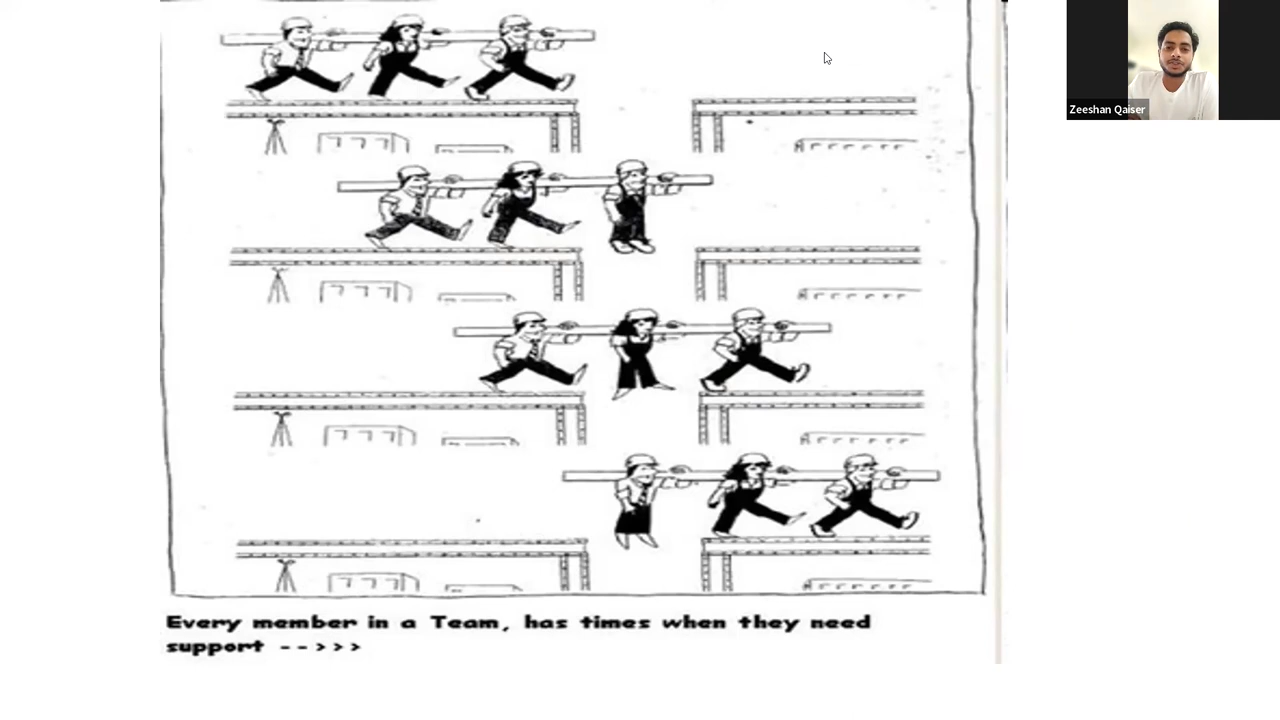 Zeeshan Qaiser
Every member in a Team, has times when they need
support -->>>